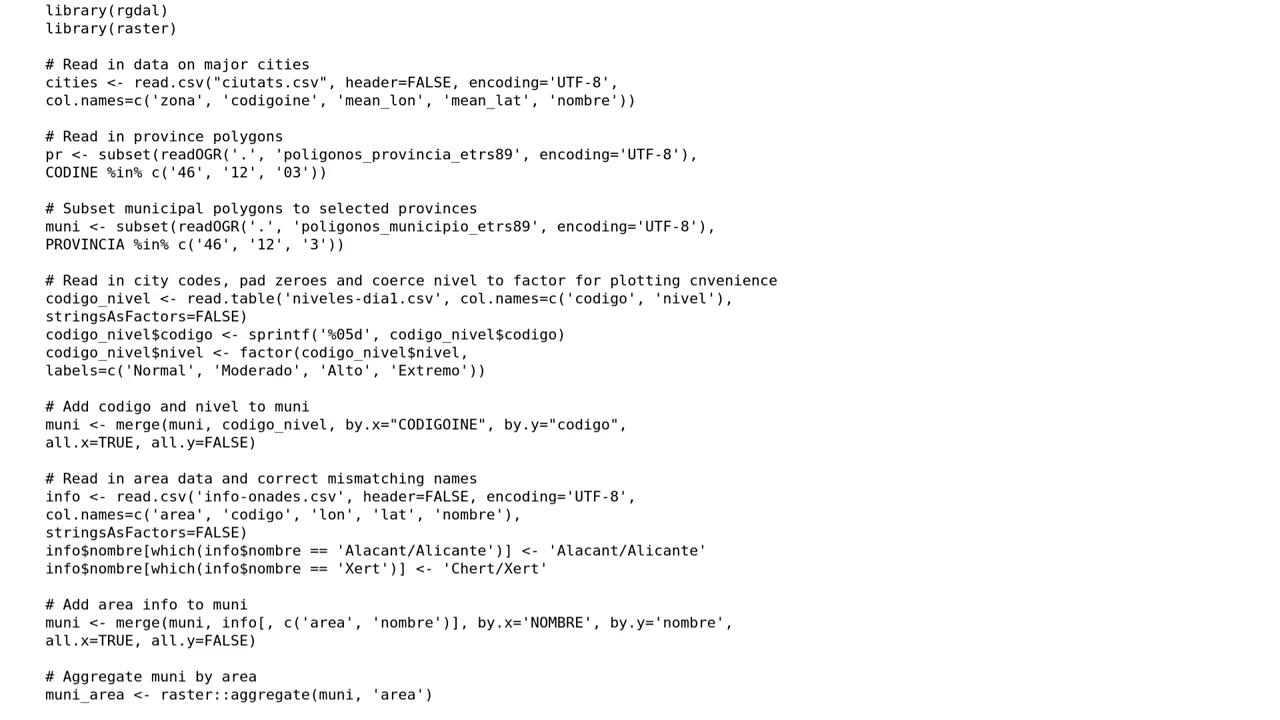 library(rgdal)
library(raster)
# Read in data on major cities
cities <- read.csv("ciutats.csv", header=FALSE, encoding='UTF-8',
col.names=c('zona', 'codigoine', 'mean_lon', 'mean_lat', 'nombre'))
# Read in province polygons
pr <- subset(readOGR('.', 'poligonos_provincia_etrs89', encoding='UTF-8'),
CODINE %in% c('46', '12', '03'))
# Subset municipal polygons to selected provinces
muni <- subset(readOGR('.', 'poligonos_municipio_etrs89', encoding='UTF-8'),
PROVINCIA %in% c('46', '12', '3'))
# Read in city codes, pad zeroes and coerce nivel to factor for plotting cnvenience
codigo_nivel <- read.table('niveles-dia1.csv', col.names=c('codigo', 'nivel'),
stringsAsFactors=FALSE)
codigo_nivel$codigo <- sprintf('%05d', codigo_nivel$codigo)
codigo_nivel$nivel <- factor(codigo_nivel$nivel,
labels=c('Normal', 'Moderado', 'Alto', 'Extremo'))
# Add codigo and nivel to muni
muni <- merge(muni, codigo_nivel, by.x="CODIGOINE", by.y="codigo",
all.x=TRUE, all.y=FALSE)
# Read in area data and correct mismatching names
info <- read.csv('info-onades.csv', header=FALSE, encoding='UTF-8',
col.names=c('area', 'codigo', 'lon', 'lat', 'nombre'),
stringsAsFactors=FALSE)
info$nombre[which(info$nombre == 'Alacant/Alicante')] <- 'Alacant/Alicante'
info$nombre[which(info$nombre == 'Xert')] <- 'Chert/Xert'
# Add area info to muni
muni <- merge(muni, info[, c('area', 'nombre')], by.x='NOMBRE', by.y='nombre',
all.x=TRUE, all.y=FALSE)
# Aggregate muni by area
muni_area <- raster::aggregate(muni, 'area')